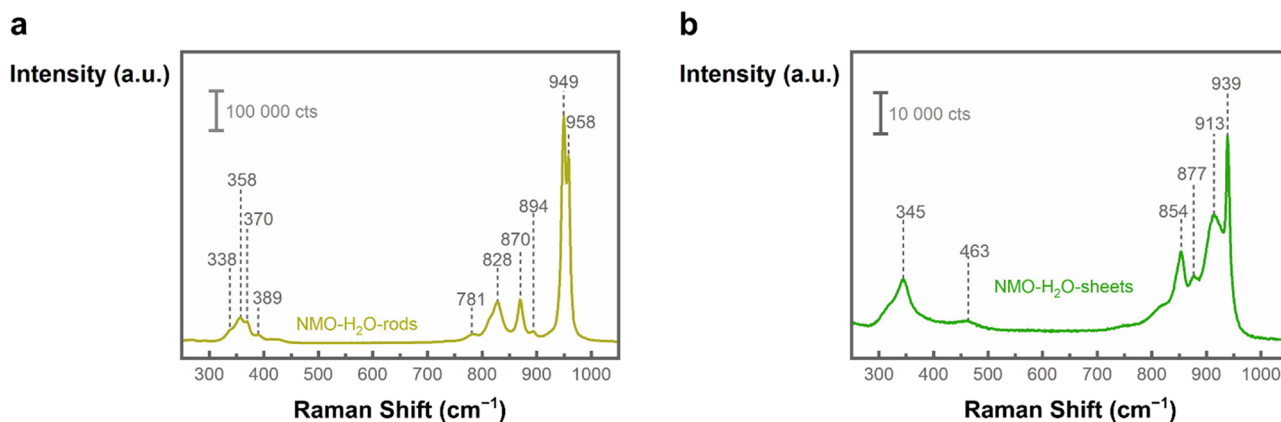 a
Intensity (a.u.)
100 000 cts
949
958
358
370
338
389
894
870
828
781
NMO-H₂O-rods
300 400 500 600 700 800 900 1000
Raman Shift (cm⁻¹)
b
Intensity (a.u.)
10 000 cts
939
913
877
854
345
463
NMO-H₂O-sheets
300 400 500 600 700 800 900 1000
Raman Shift (cm⁻¹)